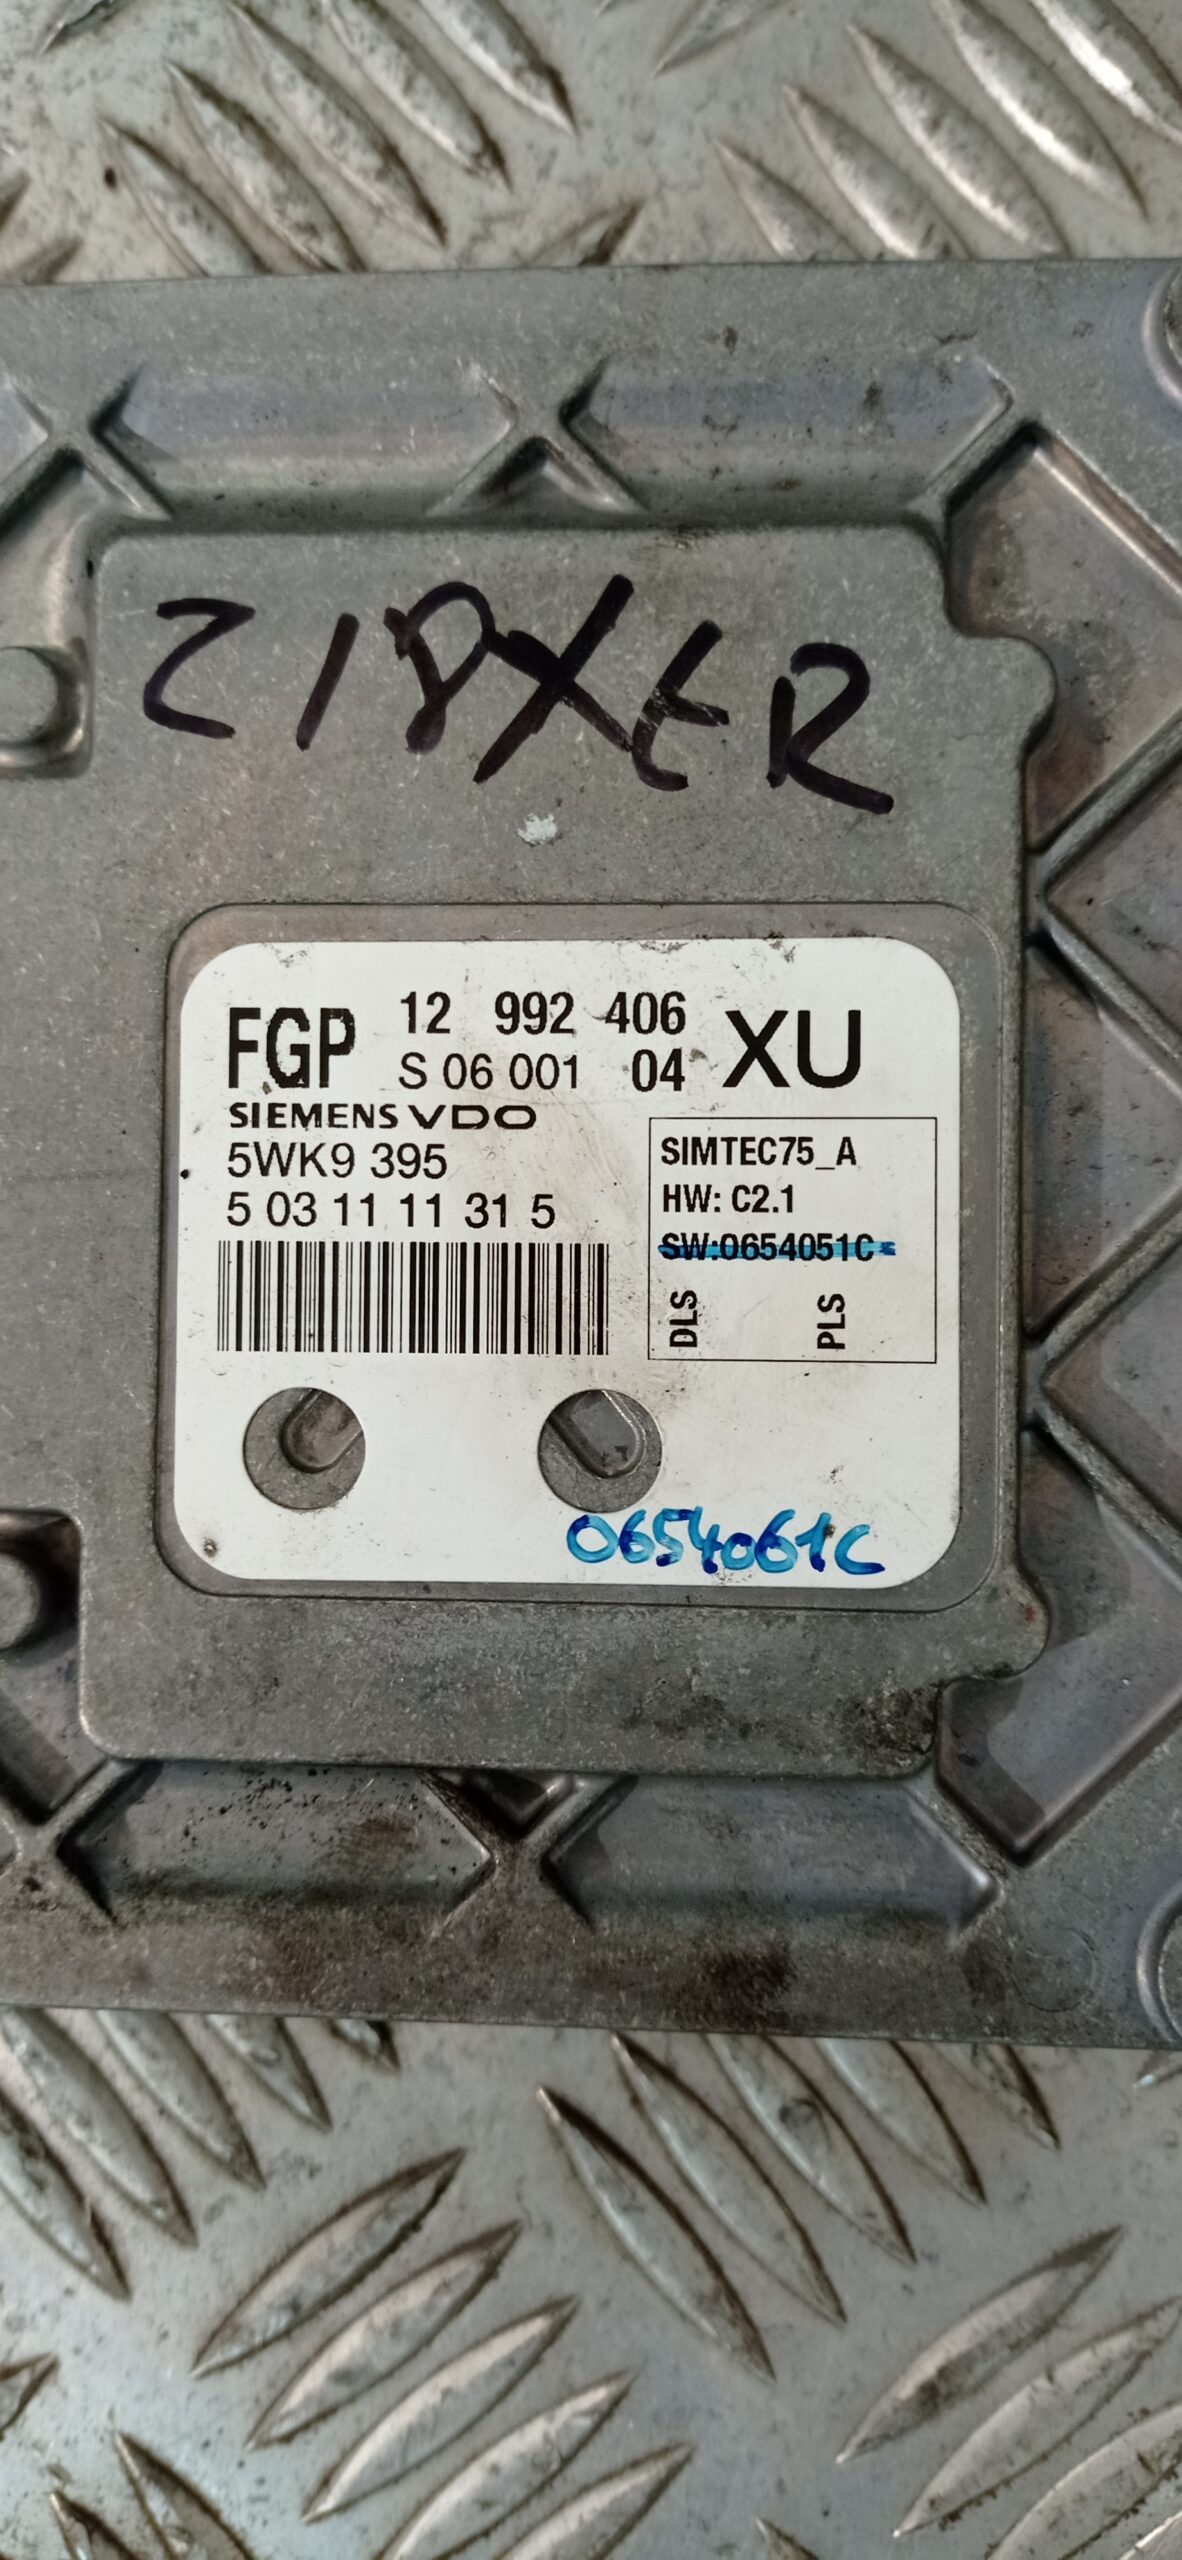 Z18XER
FGP 12 992 406 XU
S 06 001 04
SIEMENS VDO
5WK9 395
5 03 11 11 31 5
SIMTEC75_A
HW: C2.1
SW:0654051C
DLS PLS
0654061C